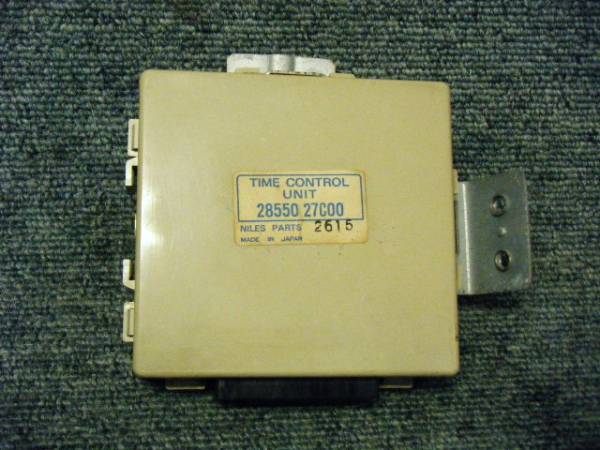 TIME CONTROL
UNIT
28550 27C00
NILES PARTS 2615
MADE IN JAPAN